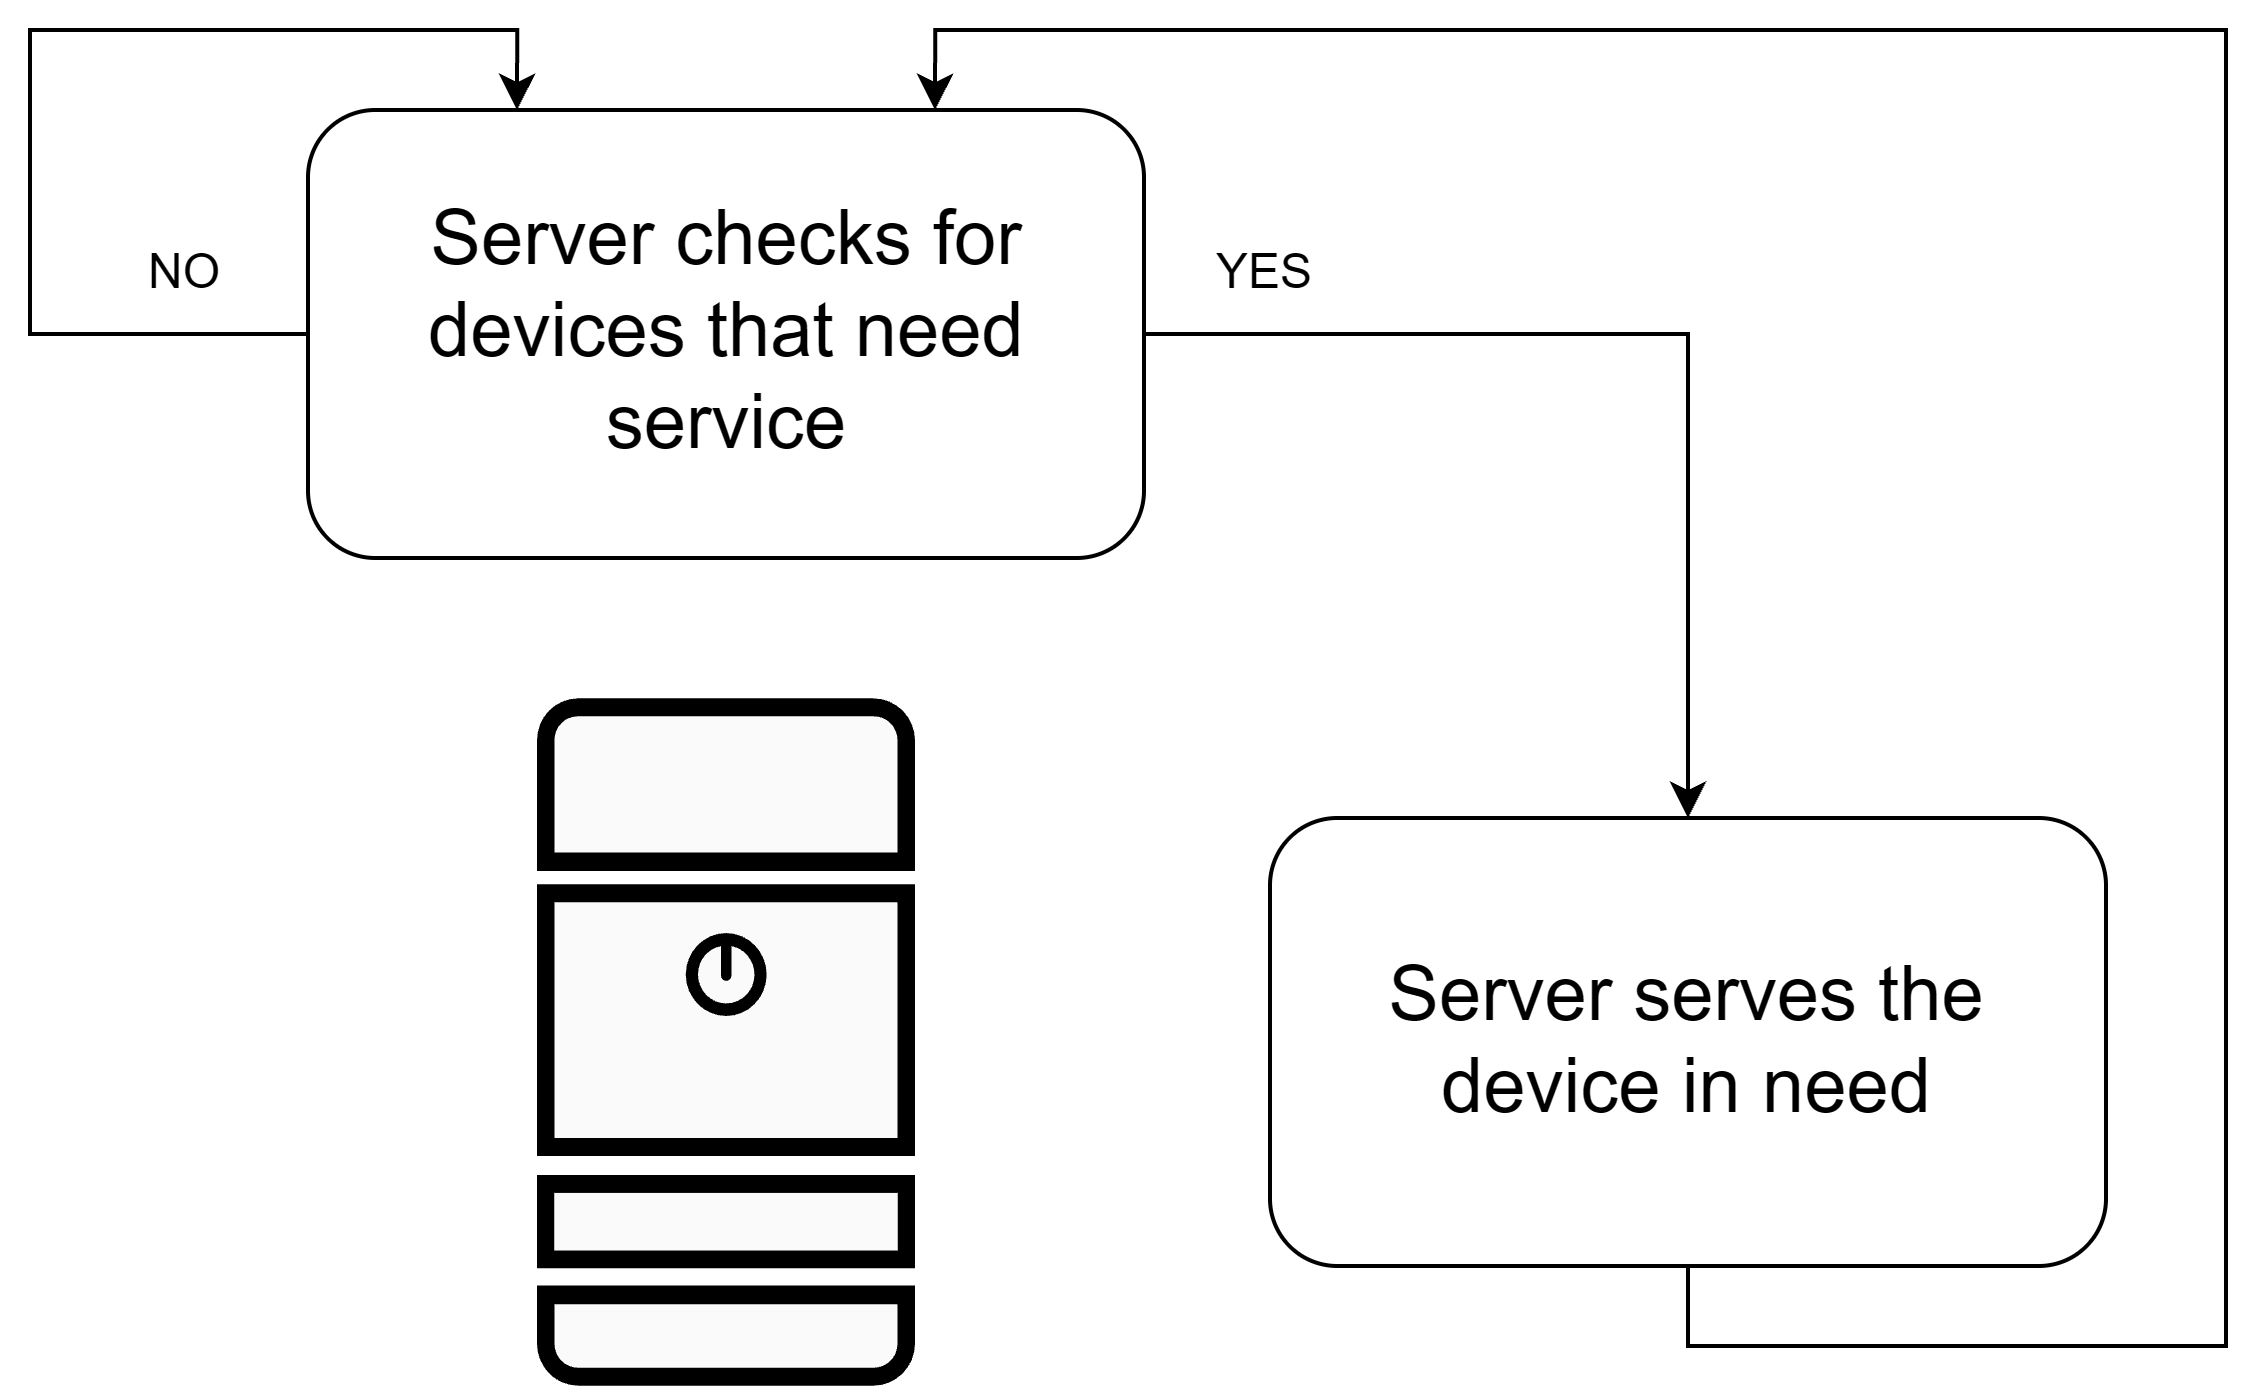 Server checks for
devices that need
service
NO
YES
Server serves the
device in need